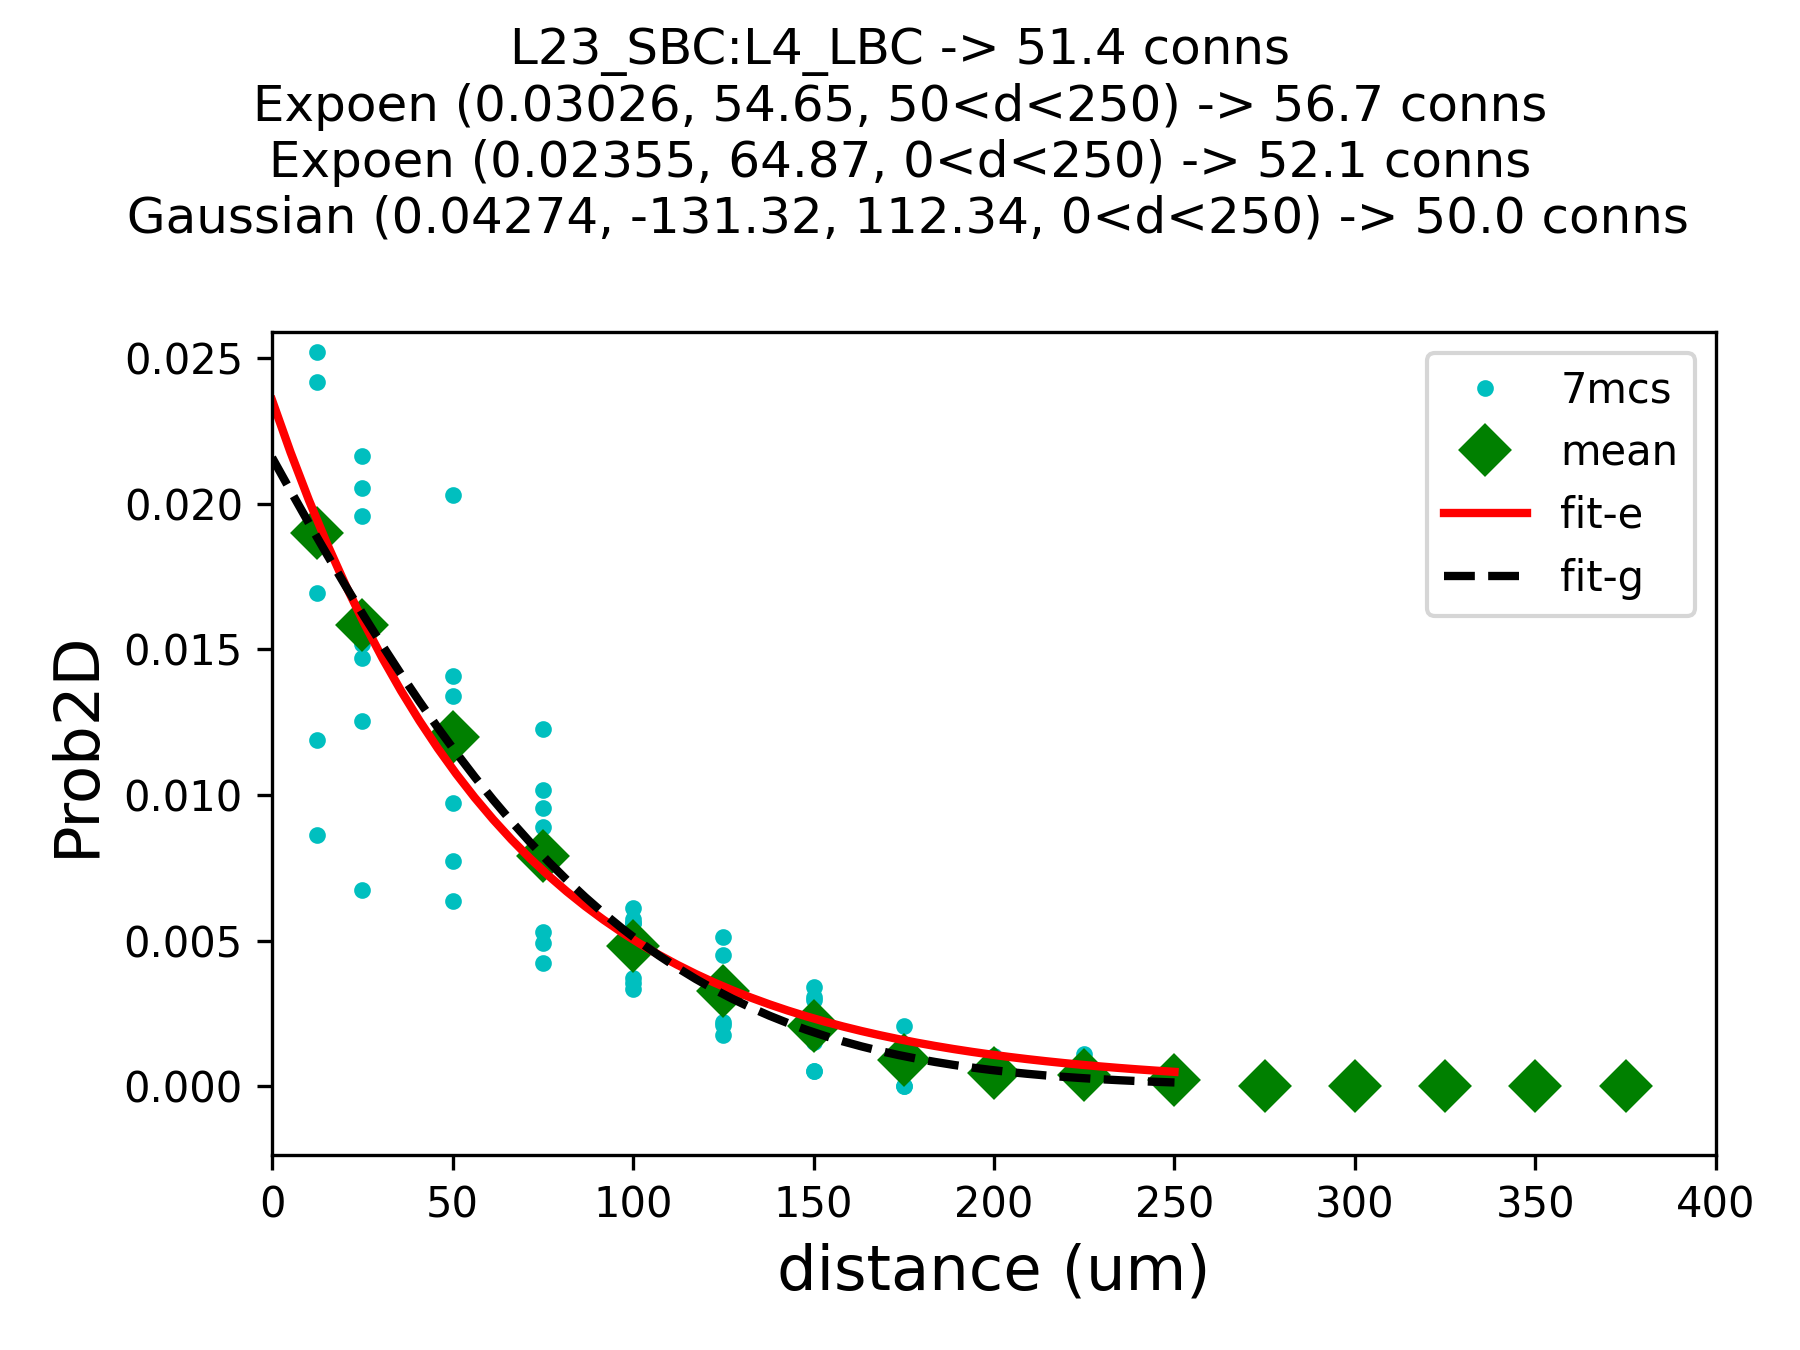 L23_SBC:L4_LBC -> 51.4 conns
Expoen (0.03026, 54.65, 50<d<250) -> 56.7 conns
Expoen (0.02355, 64.87, 0<d<250) -> 52.1 conns
Gaussian (0.04274, -131.32, 112.34, 0<d<250) -> 50.0 conns
7mcs
mean
fit-e
fit-g
Prob2D
0.025
0.020
0.015
0.010
0.005
0.000
0 50 100 150 200 250 300 350 400
distance (um)